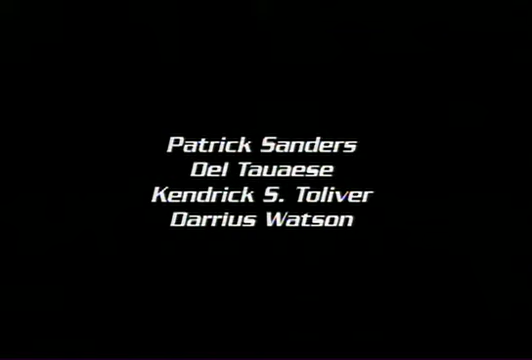 Patrick Sanders
Del Tauaese
Kendrick S. Toliver
Darrius Watson